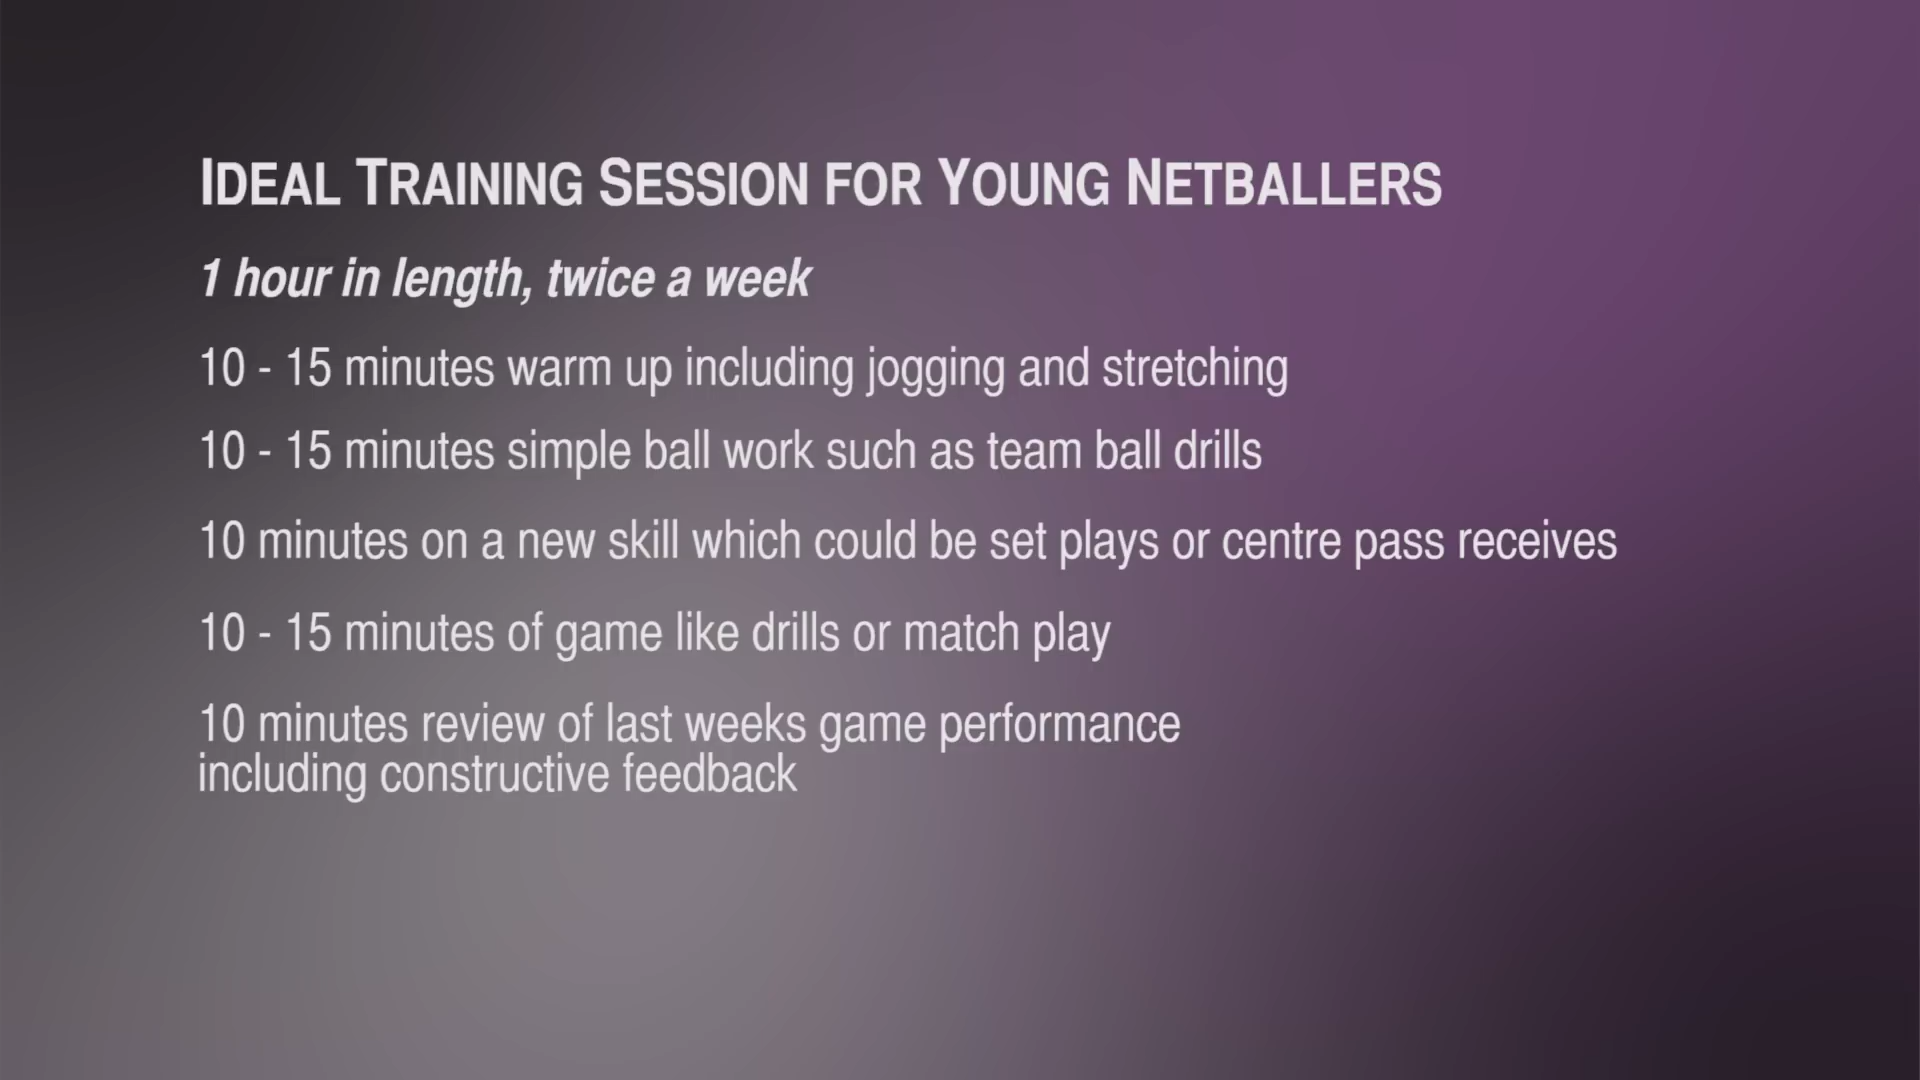 IDEAL TRAINING SESSION FOR YOUNG NETBALLERS
1 hour in length, twice a week
10 - 15 minutes warm up including jogging and stretching
10 - 15 minutes simple ball work such as team ball drills
10 minutes on a new skill which could be set plays or centre pass receives
10 - 15 minutes of game like drills or match play
10 minutes review of last weeks game performance
including constructive feedback